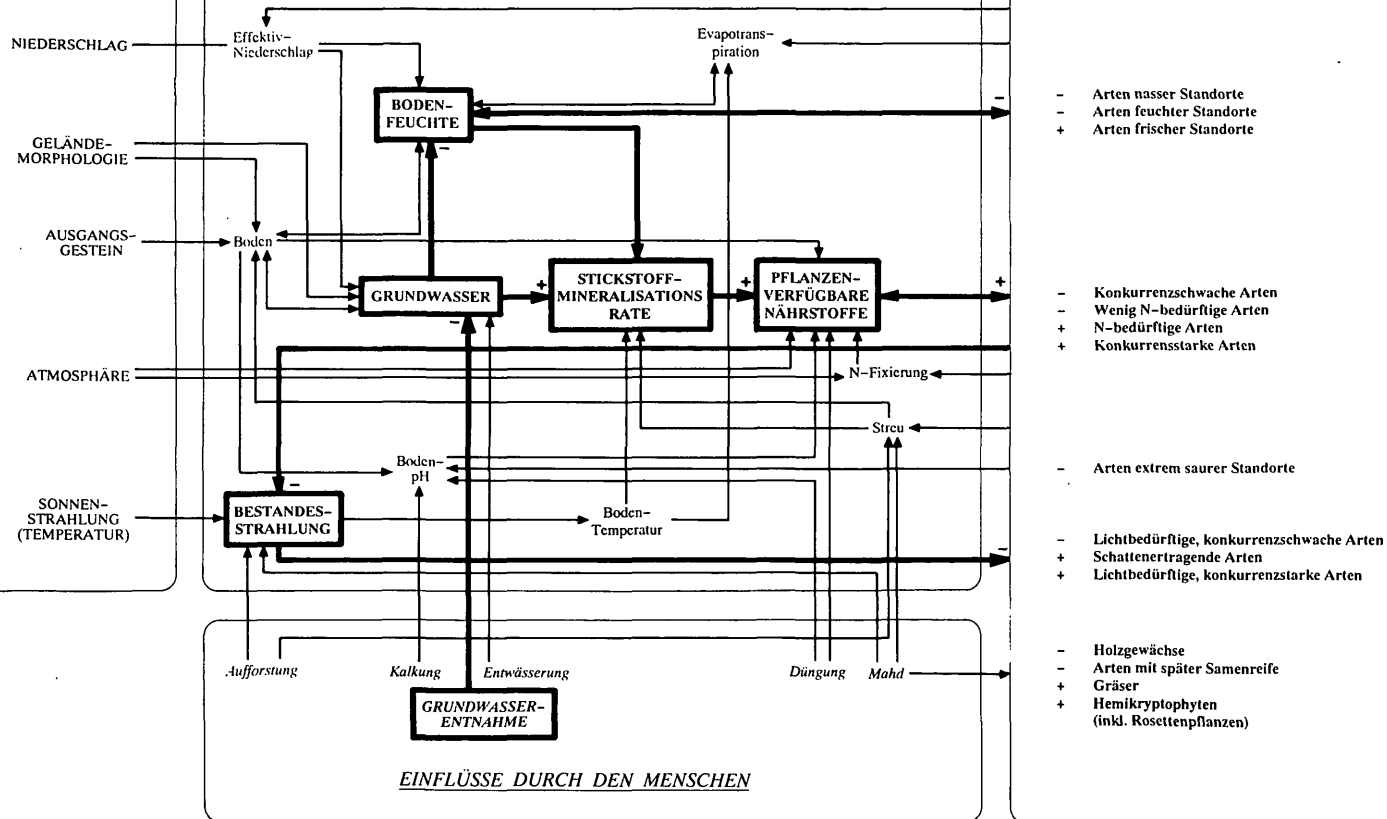 NIEDERSCHLAG
Effektiv-
Niederschlag
Evapotrans-
piration
BODEN-
FEUCHTE
-
-
- Arten nasser Standorte
- Arten feuchter Standorte
+ Arten frischer Standorte
GELÄNDE-
MORPHOLOGIE
-
AUSGANGS-
GESTEIN
Boden
GRUNDWASSER
+
STICKSTOFF-
MINERALISATIONS
RATE
+
PFLANZEN-
VERFÜGBARE
NÄHRSTOFFE
+
- Konkurrenzschwache Arten
- Wenig N-bedürftige Arten
+ N-bedürftige Arten
+ Konkurrensstarke Arten
-
ATMOSPHÄRE
N-Fixierung
Streu
Boden-
pH
- Arten extrem saurer Standorte
-
SONNEN-
STRAHLUNG
(TEMPERATUR)
BESTANDES-
STRAHLUNG
Boden-
Temperatur
-
- Lichtbedürftige, konkurrenzschwache Arten
+ Schattenertragende Arten
+ Lichtbedürftige, konkurrenzstarke Arten
Aufforstung
Kalkung
Entwässerung
Düngung
Mahd
- Holzgewächse
- Arten mit später Samenreife
+ Gräser
+ Hemikryptophyten
(inkl. Rosettenpflanzen)
GRUNDWASSER-
ENTNAHME
EINFLÜSSE DURCH DEN MENSCHEN